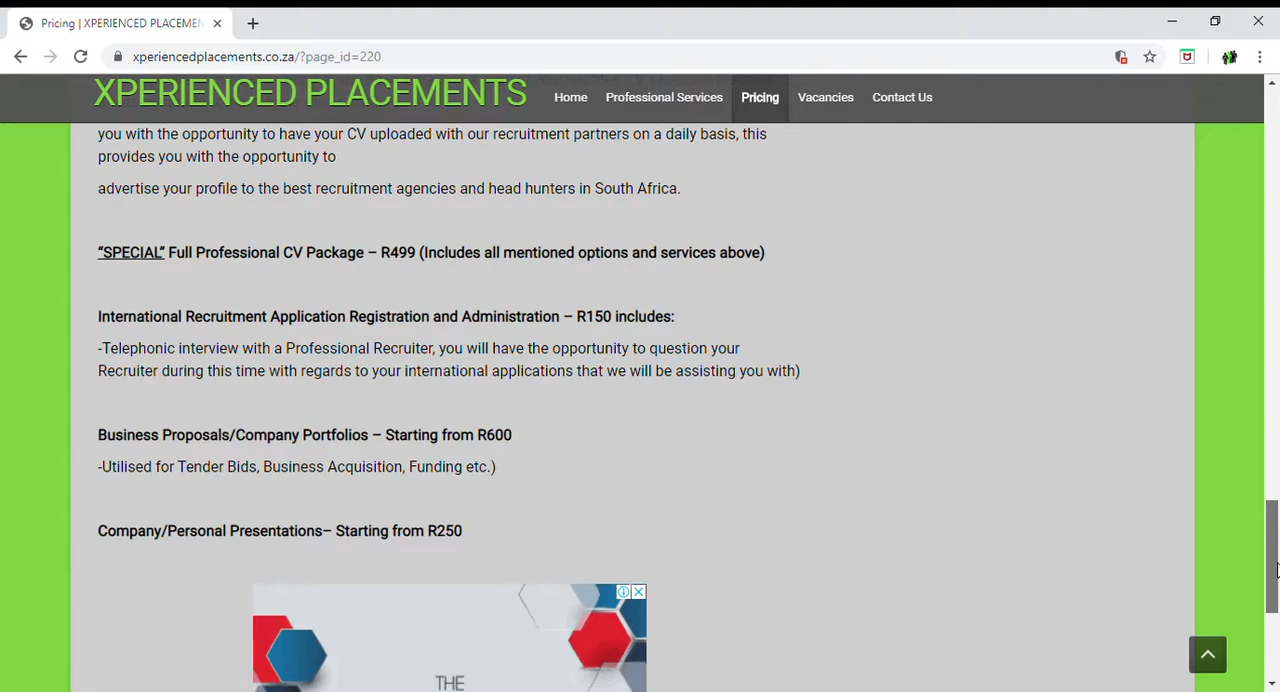 Pricing | XPERIENCED PLACEMEN
xperiencedplacements.co.za/?page_id=220
XPERIENCED PLACEMENTS
Home
Professional Services
Pricing
Vacancies
Contact Us
you with the opportunity to have your CV uploaded with our recruitment partners on a daily basis, this
provides you with the opportunity to
advertise your profile to the best recruitment agencies and head hunters in South Africa.
“SPECIAL” Full Professional CV Package – R499 (Includes all mentioned options and services above)
International Recruitment Application Registration and Administration – R150 includes:
-Telephonic interview with a Professional Recruiter, you will have the opportunity to question your
Recruiter during this time with regards to your international applications that we will be assisting you with)
Business Proposals/Company Portfolios – Starting from R600
-Utilised for Tender Bids, Business Acquisition, Funding etc.)
Company/Personal Presentations– Starting from R250
THE